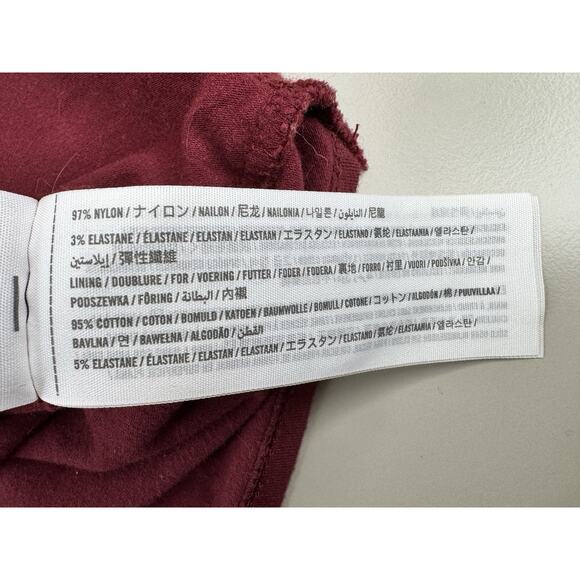 97% NYLON / ナイロン / NAILON / 尼龙 / NAILONIA / 나일론 / النايلون / 尼龍
3% ELASTANE / ÉLASTANE / ELASTAN / ELASTAAN / エラスタン / ELASTANO / 氨纶 / ELASTAANIA / 엘라스탄 /
إيلاستين / 彈性纖維
LINING / DOUBLURE / FOR / VOERING / FUTTER / FODER / FODERA / 裏地 / FORRO / 衬里 / VOORI / PODŠÍVKA / 안감 /
PODSZEWKA / FÖRING / البطانة / 內襯
95% COTTON / COTON / BOMULD / KATOEN / BAUMWOLLE / BOMULL / COTONE / コットン / ALGODÓN / 棉 / PUUVILLAA /
BAVLNA / 면 / BAWEŁNA / ALGODÃO / القطن /
5% ELASTANE / ÉLASTANE / ELASTAN / ELASTAAN / エラスタン / ELASTANO / 氨纶 / ELASTAANIA / 엘라스탄 /